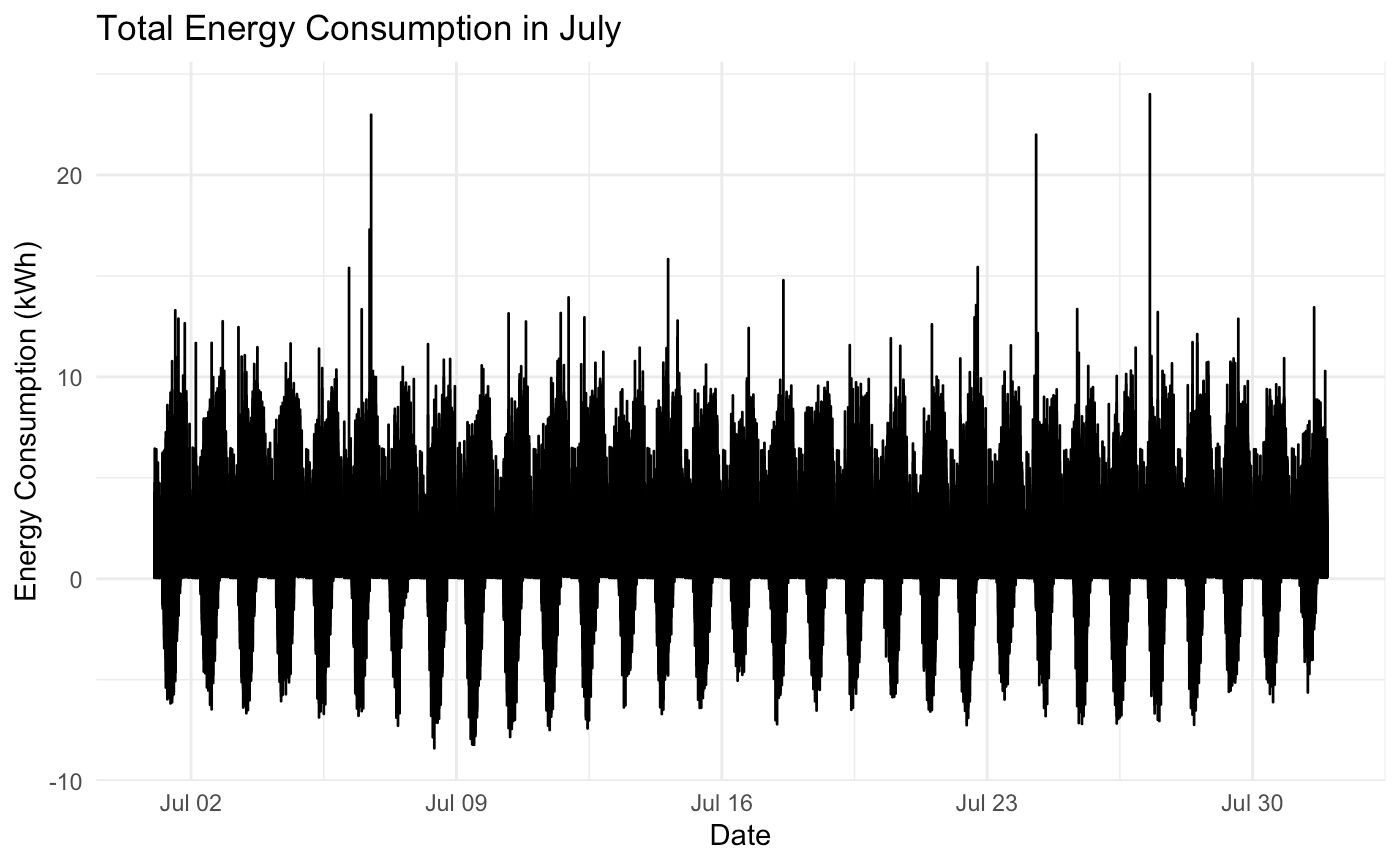 Total Energy Consumption in July
Energy Consumption (kWh)
20
10
0
-10
Jul 02 Jul 09 Jul 16 Jul 23 Jul 30
Date